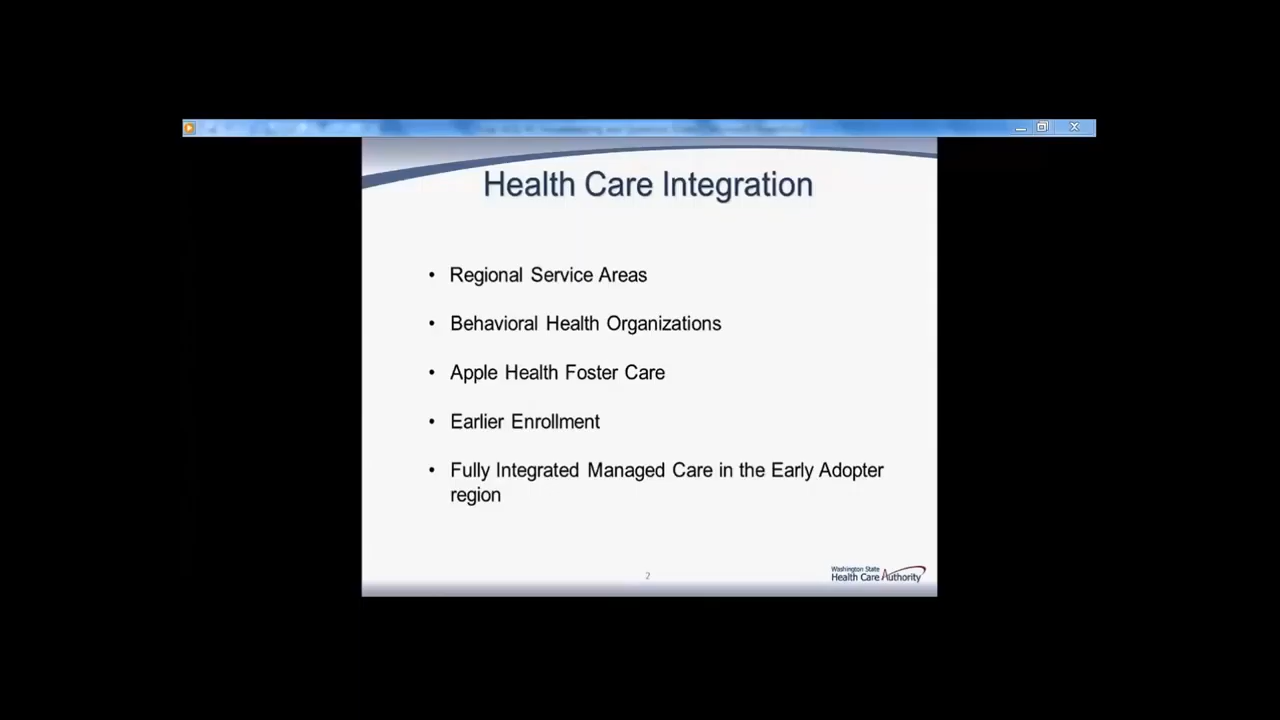 Health Care Integration
• Regional Service Areas
• Behavioral Health Organizations
• Apple Health Foster Care
• Earlier Enrollment
• Fully Integrated Managed Care in the Early Adopter
region
2
Washington State
Health Care Authority